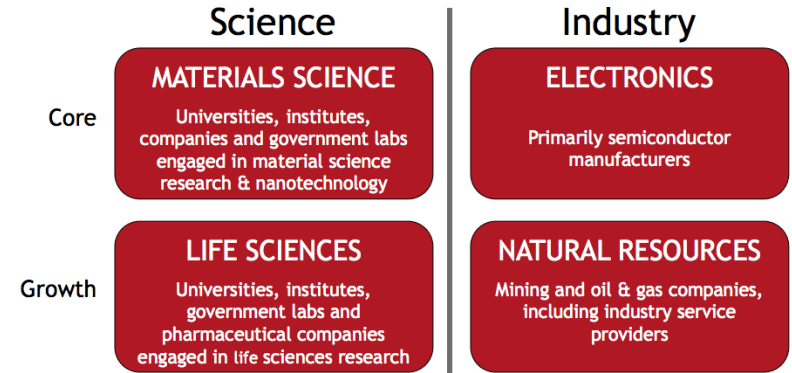 Science
Industry
Core
MATERIALS SCIENCE
Universities, institutes,
companies and government labs
engaged in material science
research & nanotechnology
ELECTRONICS
Primarily semiconductor
manufacturers
Growth
LIFE SCIENCES
Universities, institutes,
government labs and
pharmaceutical companies
engaged in life sciences research
NATURAL RESOURCES
Mining and oil & gas companies,
including industry service
providers